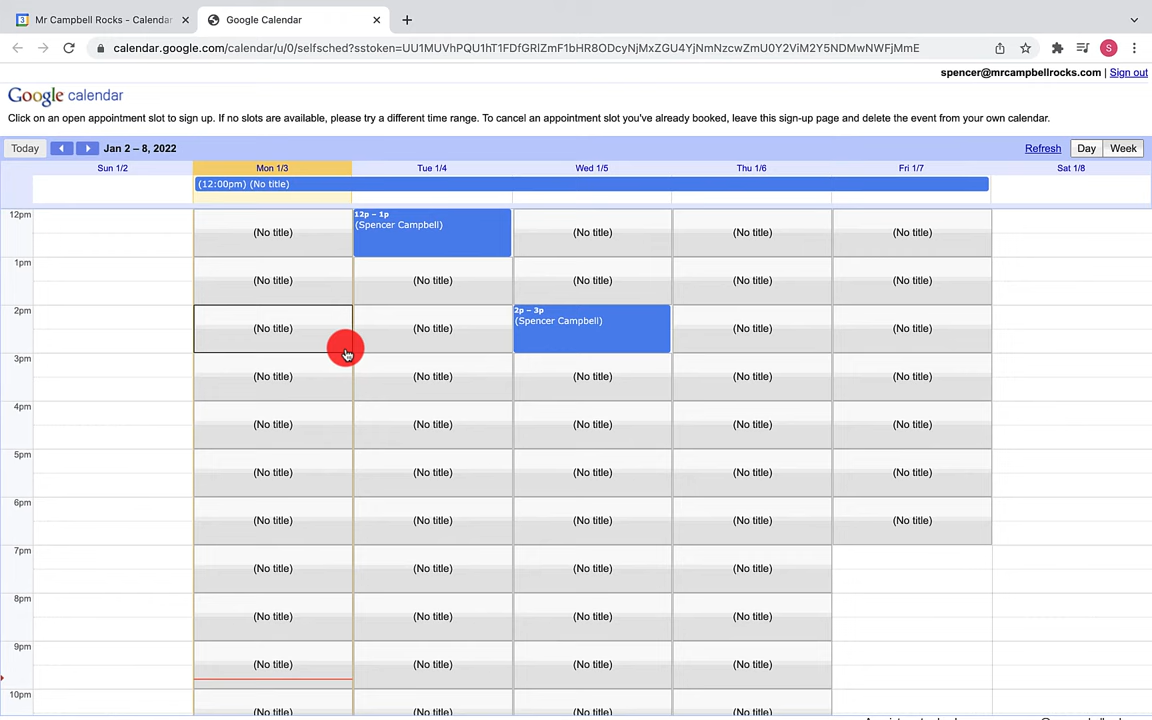 Mr Campbell Rocks - Calendar
Google Calendar
calendar.google.com/calendar/u/0/selfsched?sstoken=UU1MUVhPQU1hT1FDfGRlZmF1bHR8ODcyNjMxZGU4YjNmNzcwZmU0Y2ViM2Y5NDMwNWFjMmE
S
spencer@mrcampbellrocks.com | Sign out
Google calendar
Click on an open appointment slot to sign up. If no slots are available, please try a different time range. To cancel an appointment slot you've already booked, leave this sign-up page and delete the event from your own calendar.
Today Jan 2 – 8, 2022 Refresh Day Week
Sun 1/2 Mon 1/3 Tue 1/4 Wed 1/5 Thu 1/6 Fri 1/7 Sat 1/8
(12:00pm) (No title)
12pm (No title) 12p – 1p (Spencer Campbell) (No title) (No title) (No title)
1pm (No title) (No title) (No title) (No title) (No title)
2pm (No title) (No title) 2p – 3p (Spencer Campbell) (No title) (No title)
3pm (No title) (No title) (No title) (No title) (No title)
4pm (No title) (No title) (No title) (No title) (No title)
5pm (No title) (No title) (No title) (No title) (No title)
6pm (No title) (No title) (No title) (No title) (No title)
7pm (No title) (No title) (No title) (No title)
8pm (No title) (No title) (No title) (No title)
9pm (No title) (No title) (No title) (No title)
10pm (No title) (No title) (No title) (No title)